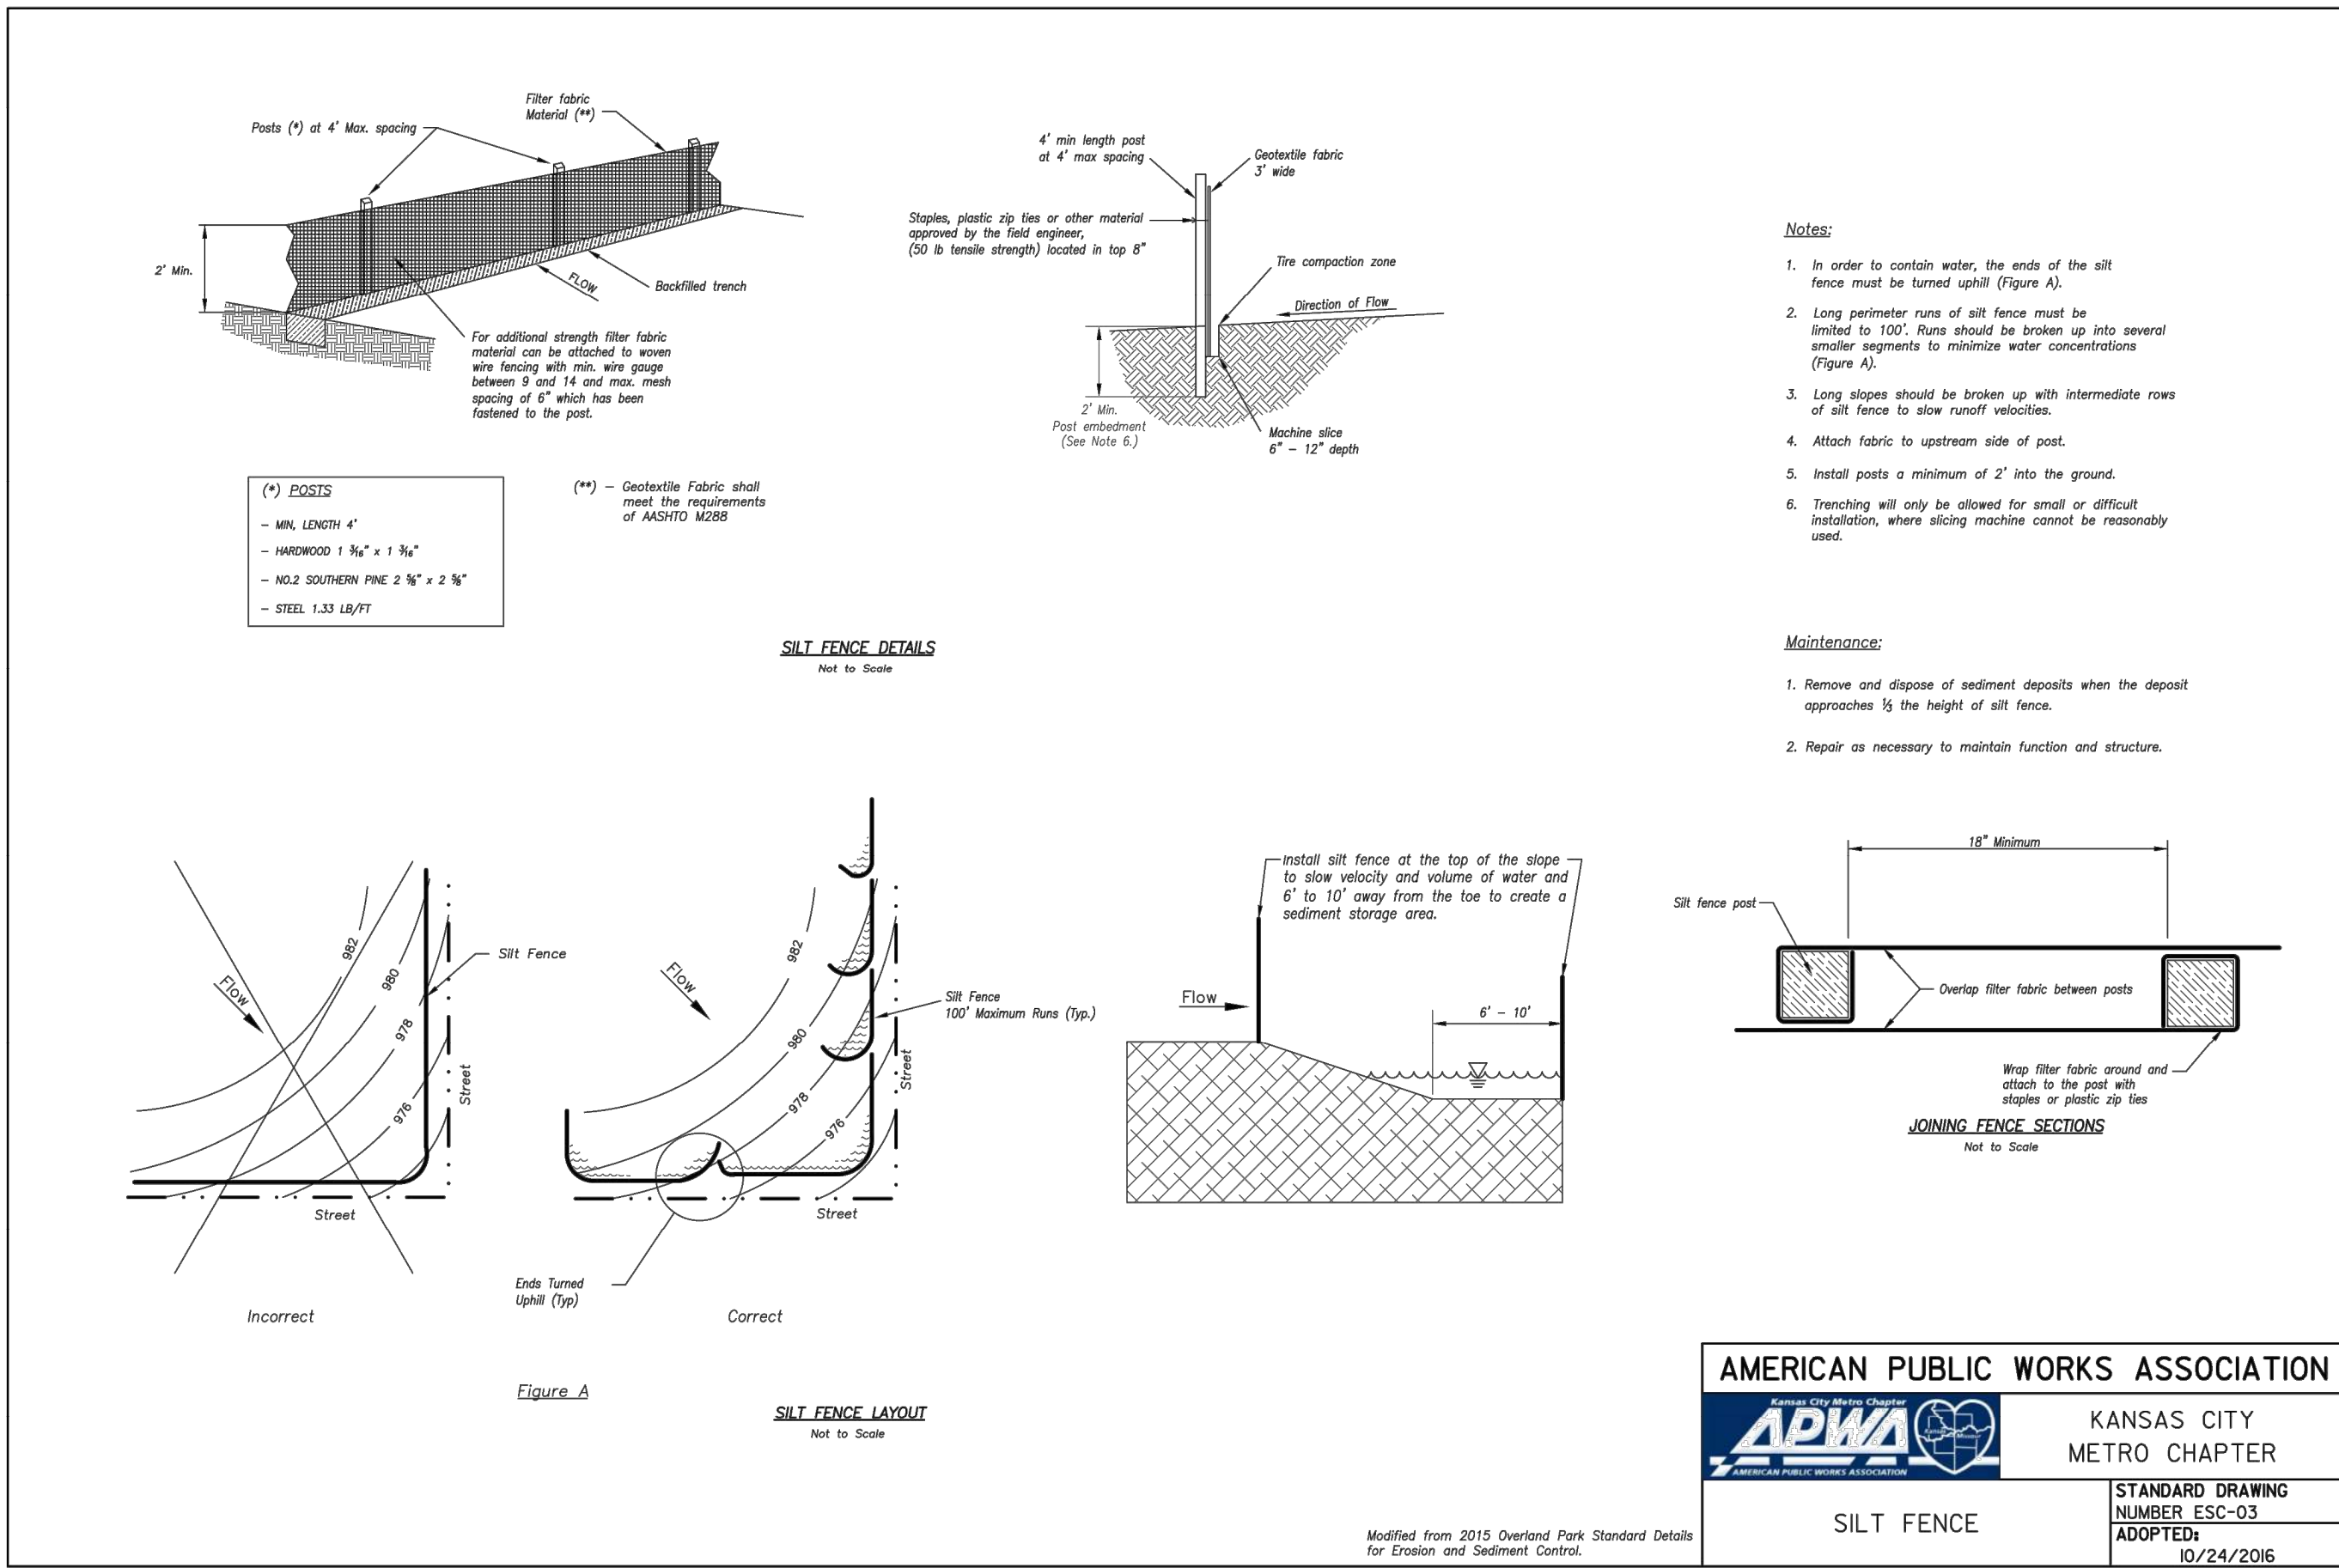 Filter fabric
Material (**)
Posts (*) at 4' Max. spacing
2' Min.
FLOW
Backfilled trench
For additional strength filter fabric
material can be attached to woven
wire fencing with min. wire gauge
between 9 and 14 and max. mesh
spacing of 6" which has been
fastened to the post.
(*) POSTS
– MIN, LENGTH 4'
– HARDWOOD 1 3/16" x 1 3/16"
– NO.2 SOUTHERN PINE 2 5/8" x 2 5/8"
– STEEL 1.33 LB/FT
(**) – Geotextile Fabric shall
meet the requirements
of AASHTO M288
4' min length post
at 4' max spacing
Geotextile fabric
3' wide
Staples, plastic zip ties or other material
approved by the field engineer,
(50 lb tensile strength) located in top 8"
Tire compaction zone
Direction of Flow
2' Min.
Post embedment
(See Note 6.)
Machine slice
6" – 12" depth
SILT FENCE DETAILS
Not to Scale
Notes:
1. In order to contain water, the ends of the silt
fence must be turned uphill (Figure A).
2. Long perimeter runs of silt fence must be
limited to 100'. Runs should be broken up into several
smaller segments to minimize water concentrations
(Figure A).
3. Long slopes should be broken up with intermediate rows
of silt fence to slow runoff velocities.
4. Attach fabric to upstream side of post.
5. Install posts a minimum of 2' into the ground.
6. Trenching will only be allowed for small or difficult
installation, where slicing machine cannot be reasonably
used.
Maintenance:
1. Remove and dispose of sediment deposits when the deposit
approaches 1/3 the height of silt fence.
2. Repair as necessary to maintain function and structure.
982
980
978
976
Flow
Silt Fence
Street
Street
Incorrect
982
980
978
976
Flow
Silt Fence
100' Maximum Runs (Typ.)
Street
Street
Ends Turned
Uphill (Typ)
Correct
Figure A
SILT FENCE LAYOUT
Not to Scale
Install silt fence at the top of the slope
to slow velocity and volume of water and
6' to 10' away from the toe to create a
sediment storage area.
Flow
6' – 10'
18" Minimum
Silt fence post
Overlap filter fabric between posts
Wrap filter fabric around and
attach to the post with
staples or plastic zip ties
JOINING FENCE SECTIONS
Not to Scale
Modified from 2015 Overland Park Standard Details
for Erosion and Sediment Control.
AMERICAN PUBLIC WORKS ASSOCIATION
Kansas City Metro Chapter
APWA
AMERICAN PUBLIC WORKS ASSOCIATION
KANSAS CITY
METRO CHAPTER
SILT FENCE
STANDARD DRAWING
NUMBER ESC-03
ADOPTED:
10/24/2016